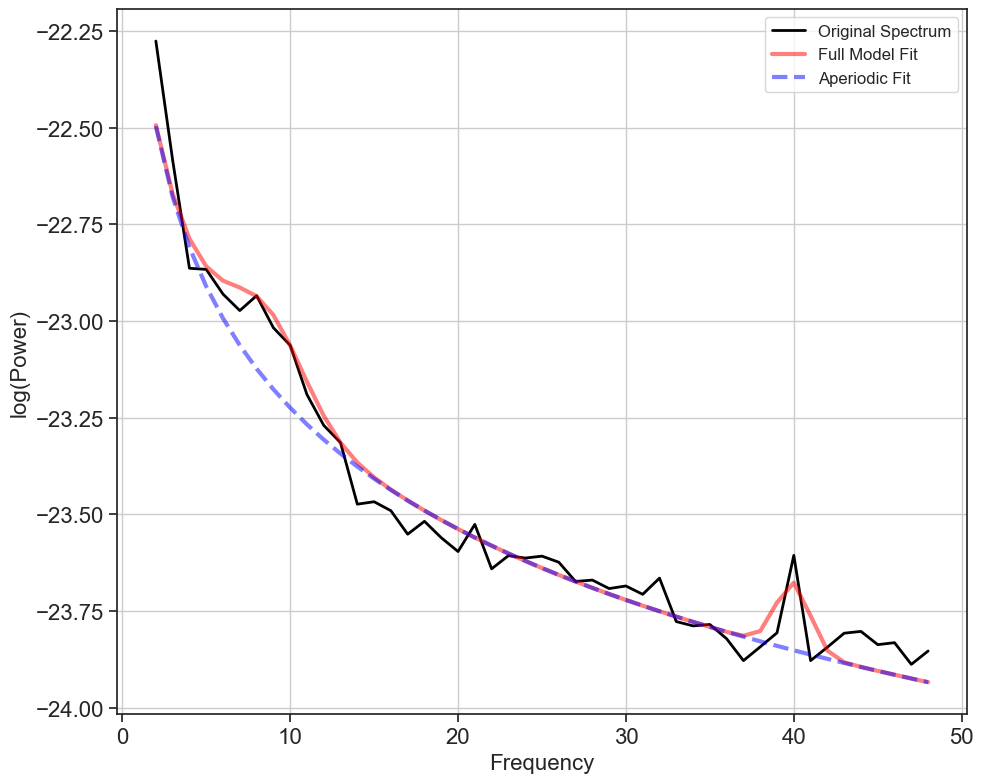 −22.25
−22.50
−22.75
−23.00
−23.25
−23.50
−23.75
−24.00
log(Power)
0 10 20 30 40 50
Frequency
Original Spectrum
Full Model Fit
Aperiodic Fit